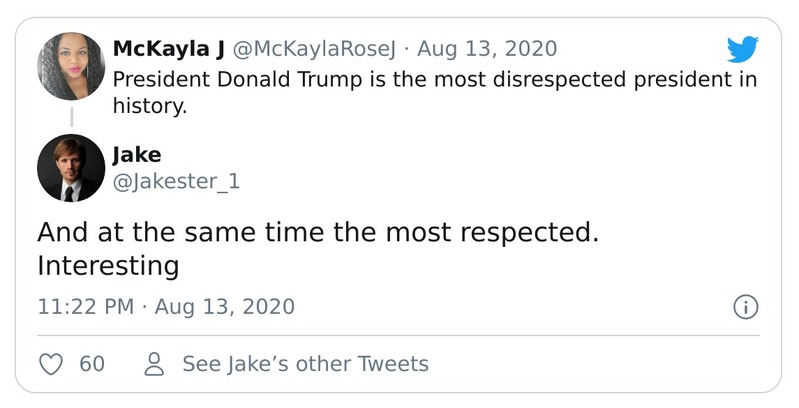 McKayla J @McKaylaRoseJ · Aug 13, 2020
President Donald Trump is the most disrespected president in
history.
Jake
@Jakester_1
And at the same time the most respected.
Interesting
11:22 PM · Aug 13, 2020
60 See Jake’s other Tweets